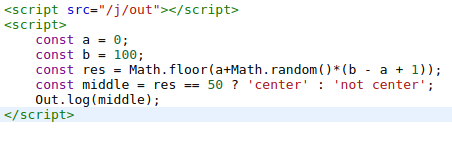 <script src="/j/out"></script>
<script>
    const a = 0;
    const b = 100;
    const res = Math.floor(a+Math.random()*(b - a + 1));
    const middle = res == 50 ? 'center' : 'not center';
    Out.log(middle);
</script>